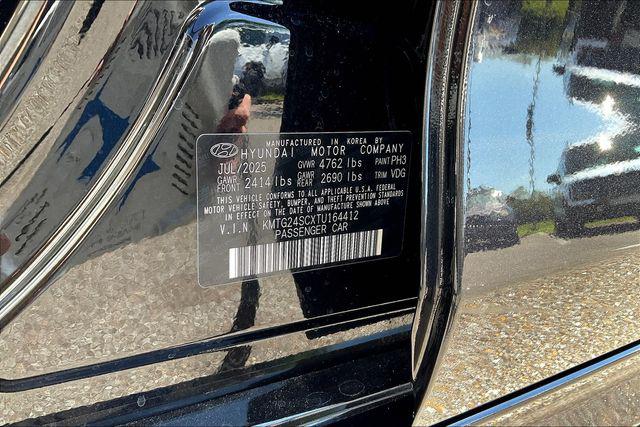 MANUFACTURED IN KOREA BY
HYUNDAI MOTOR COMPANY
JUL/2025 GVWR 4762 lbs PAINT PH3
GAWR FRONT 2414 lbs GAWR REAR 2690 lbs TRIM VDG
THIS VEHICLE CONFORMS TO ALL APPLICABLE U.S.A. FEDERAL
MOTOR VEHICLE SAFETY, BUMPER, AND THEFT PREVENTION STANDARDS
IN EFFECT ON THE DATE OF MANUFACTURE SHOWN ABOVE.
V.I.N. KMTG24SCXTU164412
PASSENGER CAR